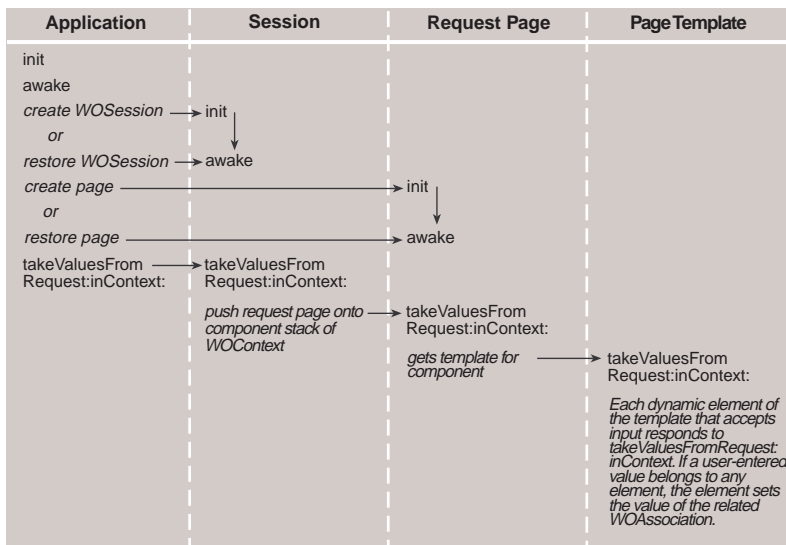 Application
Session
Request Page
Page Template
init
awake
create WOSession
init
or
restore WOSession
awake
create page
init
or
restore page
awake
takeValuesFrom
Request:inContext:
takeValuesFrom
Request:inContext:
push request page onto
component stack of
WOContext
takeValuesFrom
Request:inContext:
gets template for
component
takeValuesFrom
Request:inContext:
Each dynamic element of
the template that accepts
input responds to
takeValuesFromRequest:
inContext. If a user-entered
value belongs to any
element, the element sets
the value of the related
WOAssociation.